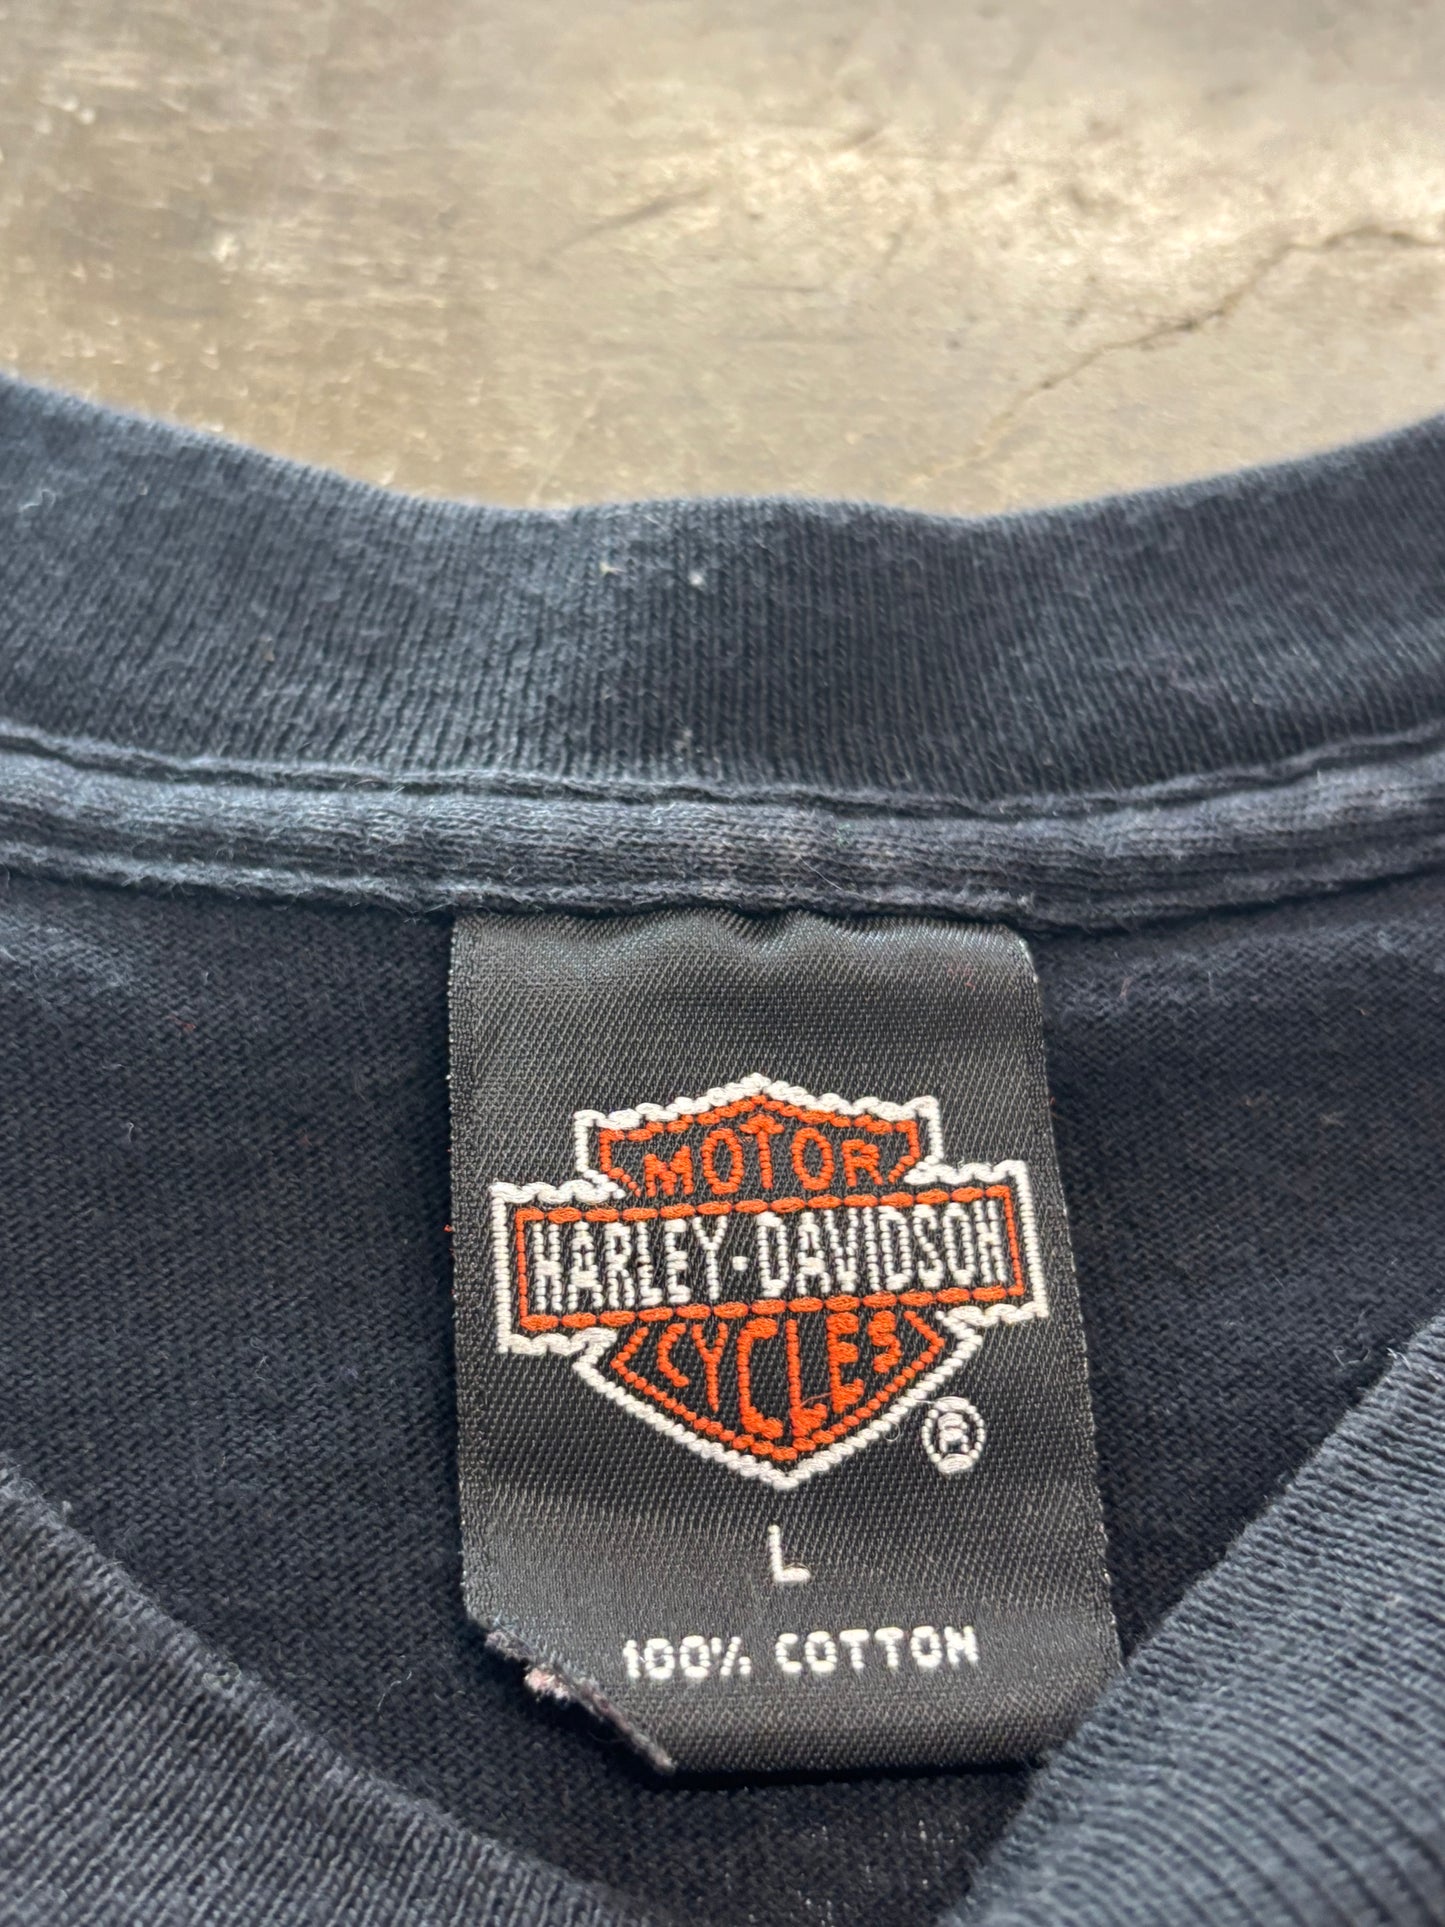 MOTOR
HARLEY-DAVIDSON
CYCLES
®
L
100% COTTON